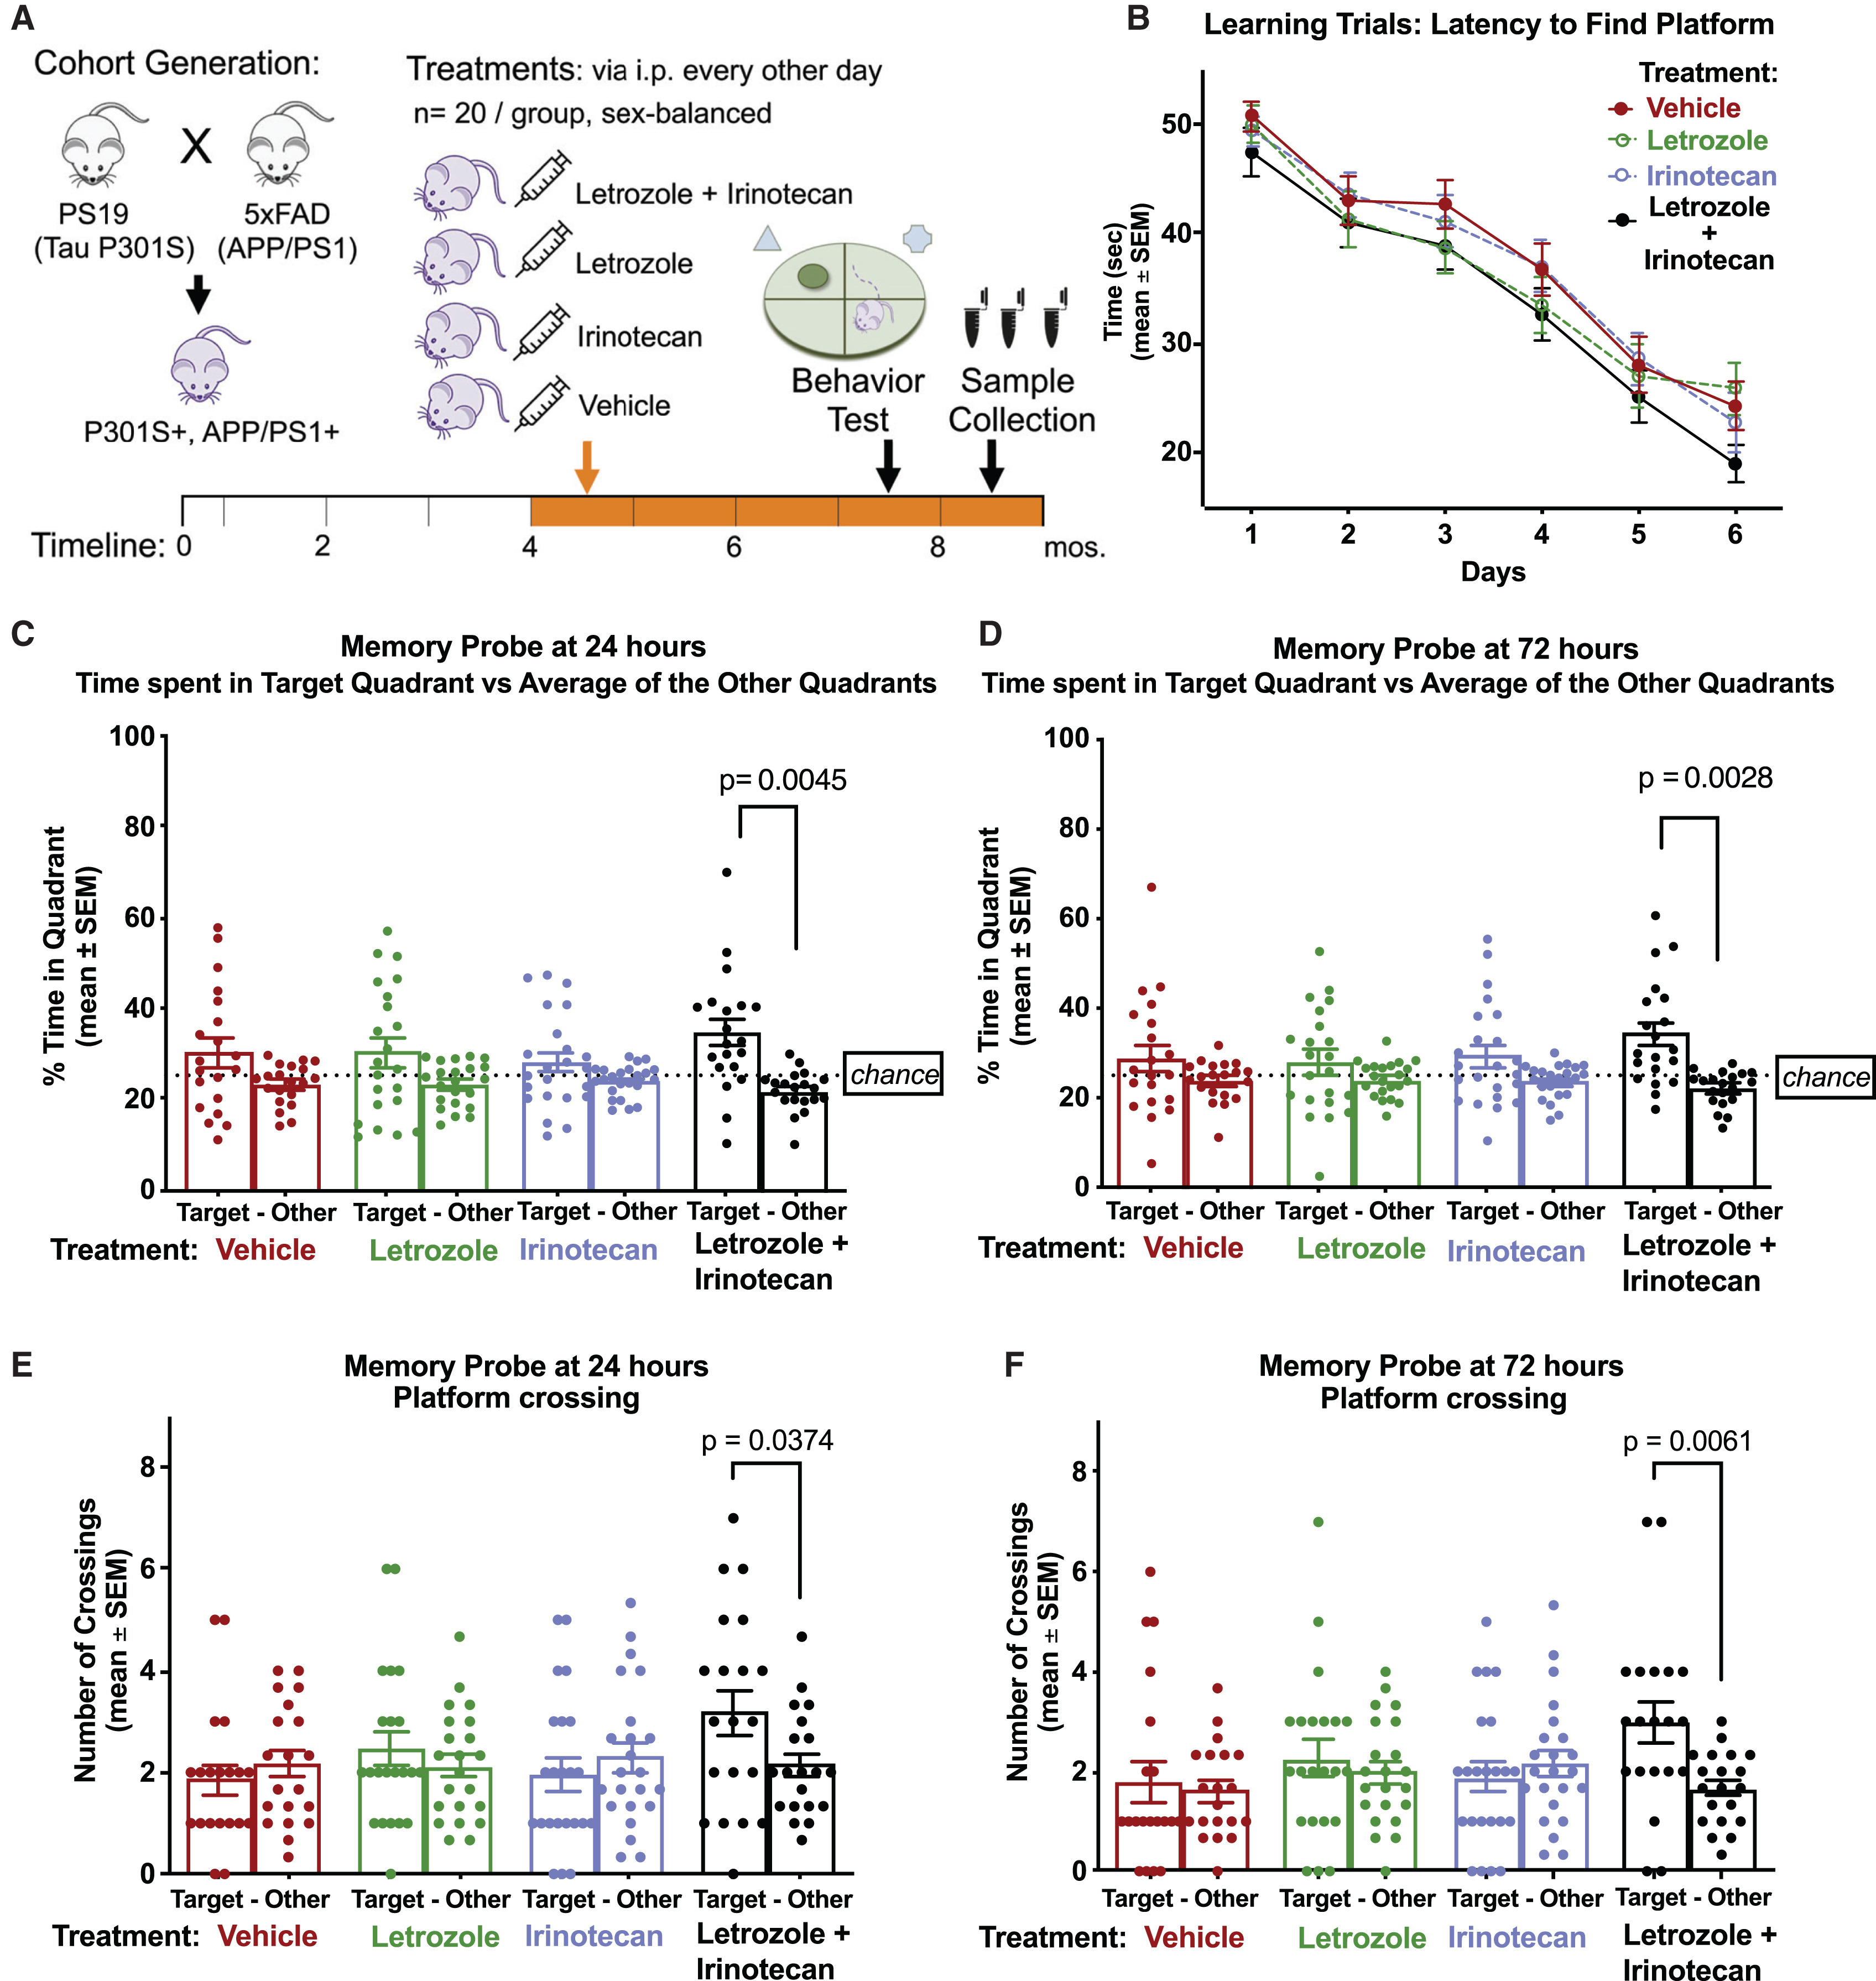 A
Cohort Generation:
X
PS19
(Tau P301S)
5xFAD
(APP/PS1)
P301S+, APP/PS1+
Treatments: via i.p. every other day
n= 20 / group, sex-balanced
Letrozole + Irinotecan
Letrozole
Irinotecan
Vehicle
Behavior
Test
Sample
Collection
Timeline: 0 2 4 6 8 mos.
B
Learning Trials: Latency to Find Platform
Treatment:
Vehicle
Letrozole
Irinotecan
Letrozole
+
Irinotecan
Time (sec)
(mean ± SEM)
50
40
30
20
1 2 3 4 5 6
Days
C
Memory Probe at 24 hours
Time spent in Target Quadrant vs Average of the Other Quadrants
% Time in Quadrant
(mean ± SEM)
100
80
60
40
20
0
p= 0.0045
chance
Target - Other Target - Other Target - Other Target - Other
Treatment: Vehicle Letrozole Irinotecan Letrozole +
Irinotecan
D
Memory Probe at 72 hours
Time spent in Target Quadrant vs Average of the Other Quadrants
% Time in Quadrant
(mean ± SEM)
100
80
60
40
20
0
p = 0.0028
chance
Target - Other Target - Other Target - Other Target - Other
Treatment: Vehicle Letrozole Irinotecan Letrozole +
Irinotecan
E
Memory Probe at 24 hours
Platform crossing
Number of Crossings
(mean ± SEM)
8
6
4
2
0
p = 0.0374
Target - Other Target - Other Target - Other Target - Other
Treatment: Vehicle Letrozole Irinotecan Letrozole +
Irinotecan
F
Memory Probe at 72 hours
Platform crossing
Number of Crossings
(mean ± SEM)
8
6
4
2
0
p = 0.0061
Target - Other Target - Other Target - Other Target - Other
Treatment: Vehicle Letrozole Irinotecan Letrozole +
Irinotecan